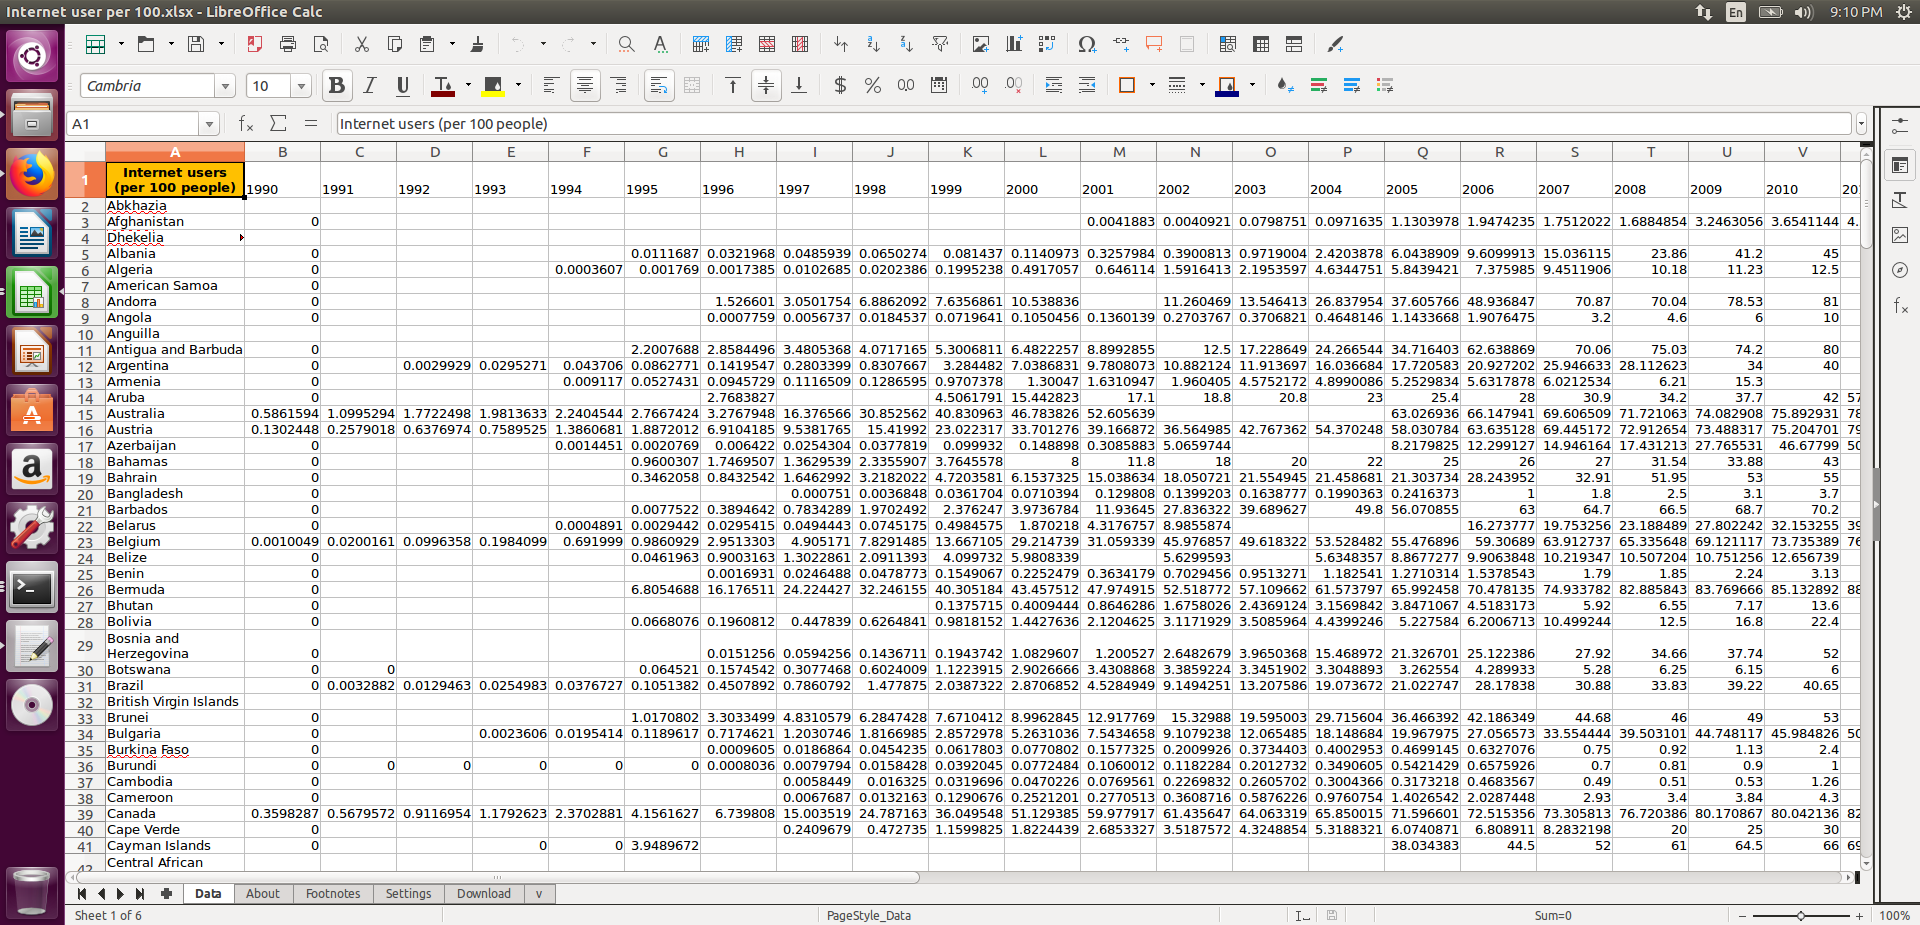 Internet user per 100.xlsx - LibreOffice Calc
En
9:10 PM
Cambria
10
A1
Internet users (per 100 people)
A B C D E F G H I J K L M N O P Q R S T U V
1 Internet users (per 100 people) 1990 1991 1992 1993 1994 1995 1996 1997 1998 1999 2000 2001 2002 2003 2004 2005 2006 2007 2008 2009 2010 20
2 Abkhazia
3 Afghanistan 0 0.0041883 0.0040921 0.0798751 0.0971635 1.1303978 1.9474235 1.7512022 1.6884854 3.2463056 3.6541144 4.
4 Dhekelia
5 Albania 0 0.0111687 0.0321968 0.0485939 0.0650274 0.081437 0.1140973 0.3257984 0.3900813 0.9719004 2.4203878 6.0438909 9.6099913 15.036115 23.86 41.2 45
6 Algeria 0 0.0003607 0.001769 0.0017385 0.0102685 0.0202386 0.1995238 0.4917057 0.646114 1.5916413 2.1953597 4.6344751 5.8439421 7.375985 9.4511906 10.18 11.23 12.5
7 American Samoa 0
8 Andorra 0 1.526601 3.0501754 6.8862092 7.6356861 10.538836 11.260469 13.546413 26.837954 37.605766 48.936847 70.87 70.04 78.53 81
9 Angola 0 0.0007759 0.0056737 0.0184537 0.0719641 0.1050456 0.1360139 0.2703767 0.3706821 0.4648146 1.1433668 1.9076475 3.2 4.6 6 10
10 Anguilla
11 Antigua and Barbuda 0 2.2007688 2.8584496 3.4805368 4.0717165 5.3006811 6.4822257 8.8992855 12.5 17.228649 24.266544 34.716403 62.638869 70.06 75.03 74.2 80
12 Argentina 0 0.0029929 0.0295271 0.043706 0.0862771 0.1419547 0.2803399 0.8307667 3.284482 7.0386831 9.7808073 10.882124 11.913697 16.036684 17.720583 20.927202 25.946633 28.112623 34 40
13 Armenia 0 0.009117 0.0527431 0.0945729 0.1116509 0.1286595 0.9707378 1.30047 1.6310947 1.960405 4.5752172 4.8990086 5.2529834 5.6317878 6.0212534 6.21 15.3
14 Aruba 0 2.7683827 4.5061791 15.442823 17.1 18.8 20.8 23 25.4 28 30.9 34.2 37.7 42 57
15 Australia 0.5861594 1.0995294 1.7722498 1.9813633 2.2404544 2.7667424 3.2767948 16.376566 30.852562 40.830963 46.783826 52.605639 63.026936 66.147941 69.606509 71.721063 74.082908 75.892931 78
16 Austria 0.1302448 0.2579018 0.6376974 0.7589525 1.3860681 1.8872012 6.9104185 9.5381765 15.41992 23.022317 33.701276 39.166872 36.564985 42.767362 54.370248 58.030784 63.635128 69.445172 72.912654 73.488317 75.204701 79
17 Azerbaijan 0 0.0014451 0.0020769 0.006422 0.0254304 0.0377819 0.099932 0.148898 0.3085883 5.0659744 8.2179825 12.299127 14.946164 17.431213 27.765531 46.67799 50
18 Bahamas 0 0.9600307 1.7469507 1.3629539 2.3355907 3.7645578 8 11.8 18 20 22 25 26 27 31.54 33.88 43
19 Bahrain 0 0.3462058 0.8432542 1.6462992 3.2182022 4.7203581 6.1537325 15.038634 18.050721 21.554945 21.458681 21.303734 28.243952 32.91 51.95 53 55
20 Bangladesh 0 0.000751 0.0036848 0.0361704 0.0710394 0.129808 0.1399203 0.1638777 0.1990363 0.2416373 1 1.8 2.5 3.1 3.7
21 Barbados 0 0.0077522 0.3894642 0.7834289 1.9702492 2.376247 3.9736784 11.93645 27.836322 39.689627 49.8 56.070855 63 64.7 66.5 68.7 70.2
22 Belarus 0 0.0004891 0.0029442 0.0295415 0.0494443 0.0745175 0.4984575 1.870218 4.3176757 8.9855874 16.273777 19.753256 23.188489 27.802242 32.153255 39
23 Belgium 0.0010049 0.0200161 0.0996358 0.1984099 0.691999 0.9860929 2.9513303 4.905171 7.8291485 13.667105 29.214739 31.059339 45.976857 49.618322 53.528482 55.476896 59.30689 63.912737 65.335648 69.121117 73.735389 76
24 Belize 0 0.0461963 0.9003163 1.3022861 2.0911393 4.099732 5.9808339 5.6299593 5.6348357 8.8677277 9.9063848 10.219347 10.507204 10.751256 12.656739
25 Benin 0 0.0016931 0.0246488 0.0478773 0.1549067 0.2252479 0.3634179 0.7029456 0.9513271 1.182541 1.2710314 1.5378543 1.79 1.85 2.24 3.13
26 Bermuda 0 6.8054688 16.176511 24.224427 32.246155 40.305184 43.457512 47.974915 52.518772 57.109662 61.573797 65.992458 70.478135 74.933782 82.885843 83.769666 85.132892 88
27 Bhutan 0 0.1375715 0.4009444 0.8646286 1.6758026 2.4369124 3.1569842 3.8471067 4.5183173 5.92 6.55 7.17 13.6
28 Bolivia 0 0.0668076 0.1960812 0.447839 0.6264841 0.9818152 1.4427636 2.1204625 3.1171929 3.5085964 4.4399246 5.227584 6.2006713 10.499244 12.5 16.8 22.4
29 Bosnia and Herzegovina 0 0.0151256 0.0594256 0.1436711 0.1943742 1.0829607 1.200527 2.6482679 3.9650368 15.468972 21.326701 25.122386 27.92 34.66 37.74 52
30 Botswana 0 0 0.064521 0.1574542 0.3077468 0.6024009 1.1223915 2.9026666 3.4308868 3.3859224 3.3451902 3.3048893 3.262554 4.289933 5.28 6.25 6.15 6
31 Brazil 0 0.0032882 0.0129463 0.0254983 0.0376727 0.1051382 0.4507892 0.7860792 1.477875 2.0387322 2.8706852 4.5284949 9.1494251 13.207586 19.073672 21.022747 28.17838 30.88 33.83 39.22 40.65
32 British Virgin Islands
33 Brunei 0 1.0170802 3.3033499 4.8310579 6.2847428 7.6710412 8.9962845 12.917769 15.32988 19.595003 29.715604 36.466392 42.186349 44.68 46 49 53
34 Bulgaria 0 0.0023606 0.0195414 0.1189617 0.7174621 1.2030746 1.8166985 2.8572978 5.2631036 7.5434658 9.1079238 12.065485 18.148684 19.967975 27.056573 33.554444 39.503101 44.748117 45.984826 50
35 Burkina Faso 0 0.0009605 0.0186864 0.0454235 0.0617803 0.0770802 0.1577325 0.2009926 0.3734403 0.4002953 0.4699145 0.6327076 0.75 0.92 1.13 2.4
36 Burundi 0 0 0 0 0 0 0.0008036 0.0079794 0.0158428 0.0392045 0.0772484 0.1060012 0.1182284 0.2012732 0.3490605 0.5421429 0.6575926 0.7 0.81 0.9 1
37 Cambodia 0 0.0058449 0.016325 0.0319696 0.0470226 0.0769561 0.2269832 0.2605702 0.3004366 0.3173218 0.4683567 0.49 0.51 0.53 1.26
38 Cameroon 0 0.0067687 0.0132163 0.1290676 0.2521201 0.2770513 0.3608716 0.5876226 0.9760754 1.4026542 2.0287448 2.93 3.4 3.84 4.3
39 Canada 0.3598287 0.5679572 0.9116954 1.1792623 2.3702881 4.1561627 6.739808 15.003519 24.787163 36.049548 51.129385 59.977917 61.435647 64.063319 65.850015 71.596601 72.515356 73.305813 76.720386 80.170867 80.042136 82
40 Cape Verde 0 0.2409679 0.472735 1.1599825 1.8224439 2.6853327 3.5187572 4.3248854 5.3188321 6.0740871 6.808911 8.2832198 20 25 30
41 Cayman Islands 0 0 0 3.9489672 38.034383 44.5 52 61 64.5 66 69
42 Central African
Data About Footnotes Settings Download v
Sheet 1 of 6
PageStyle_Data
Sum=0
100%